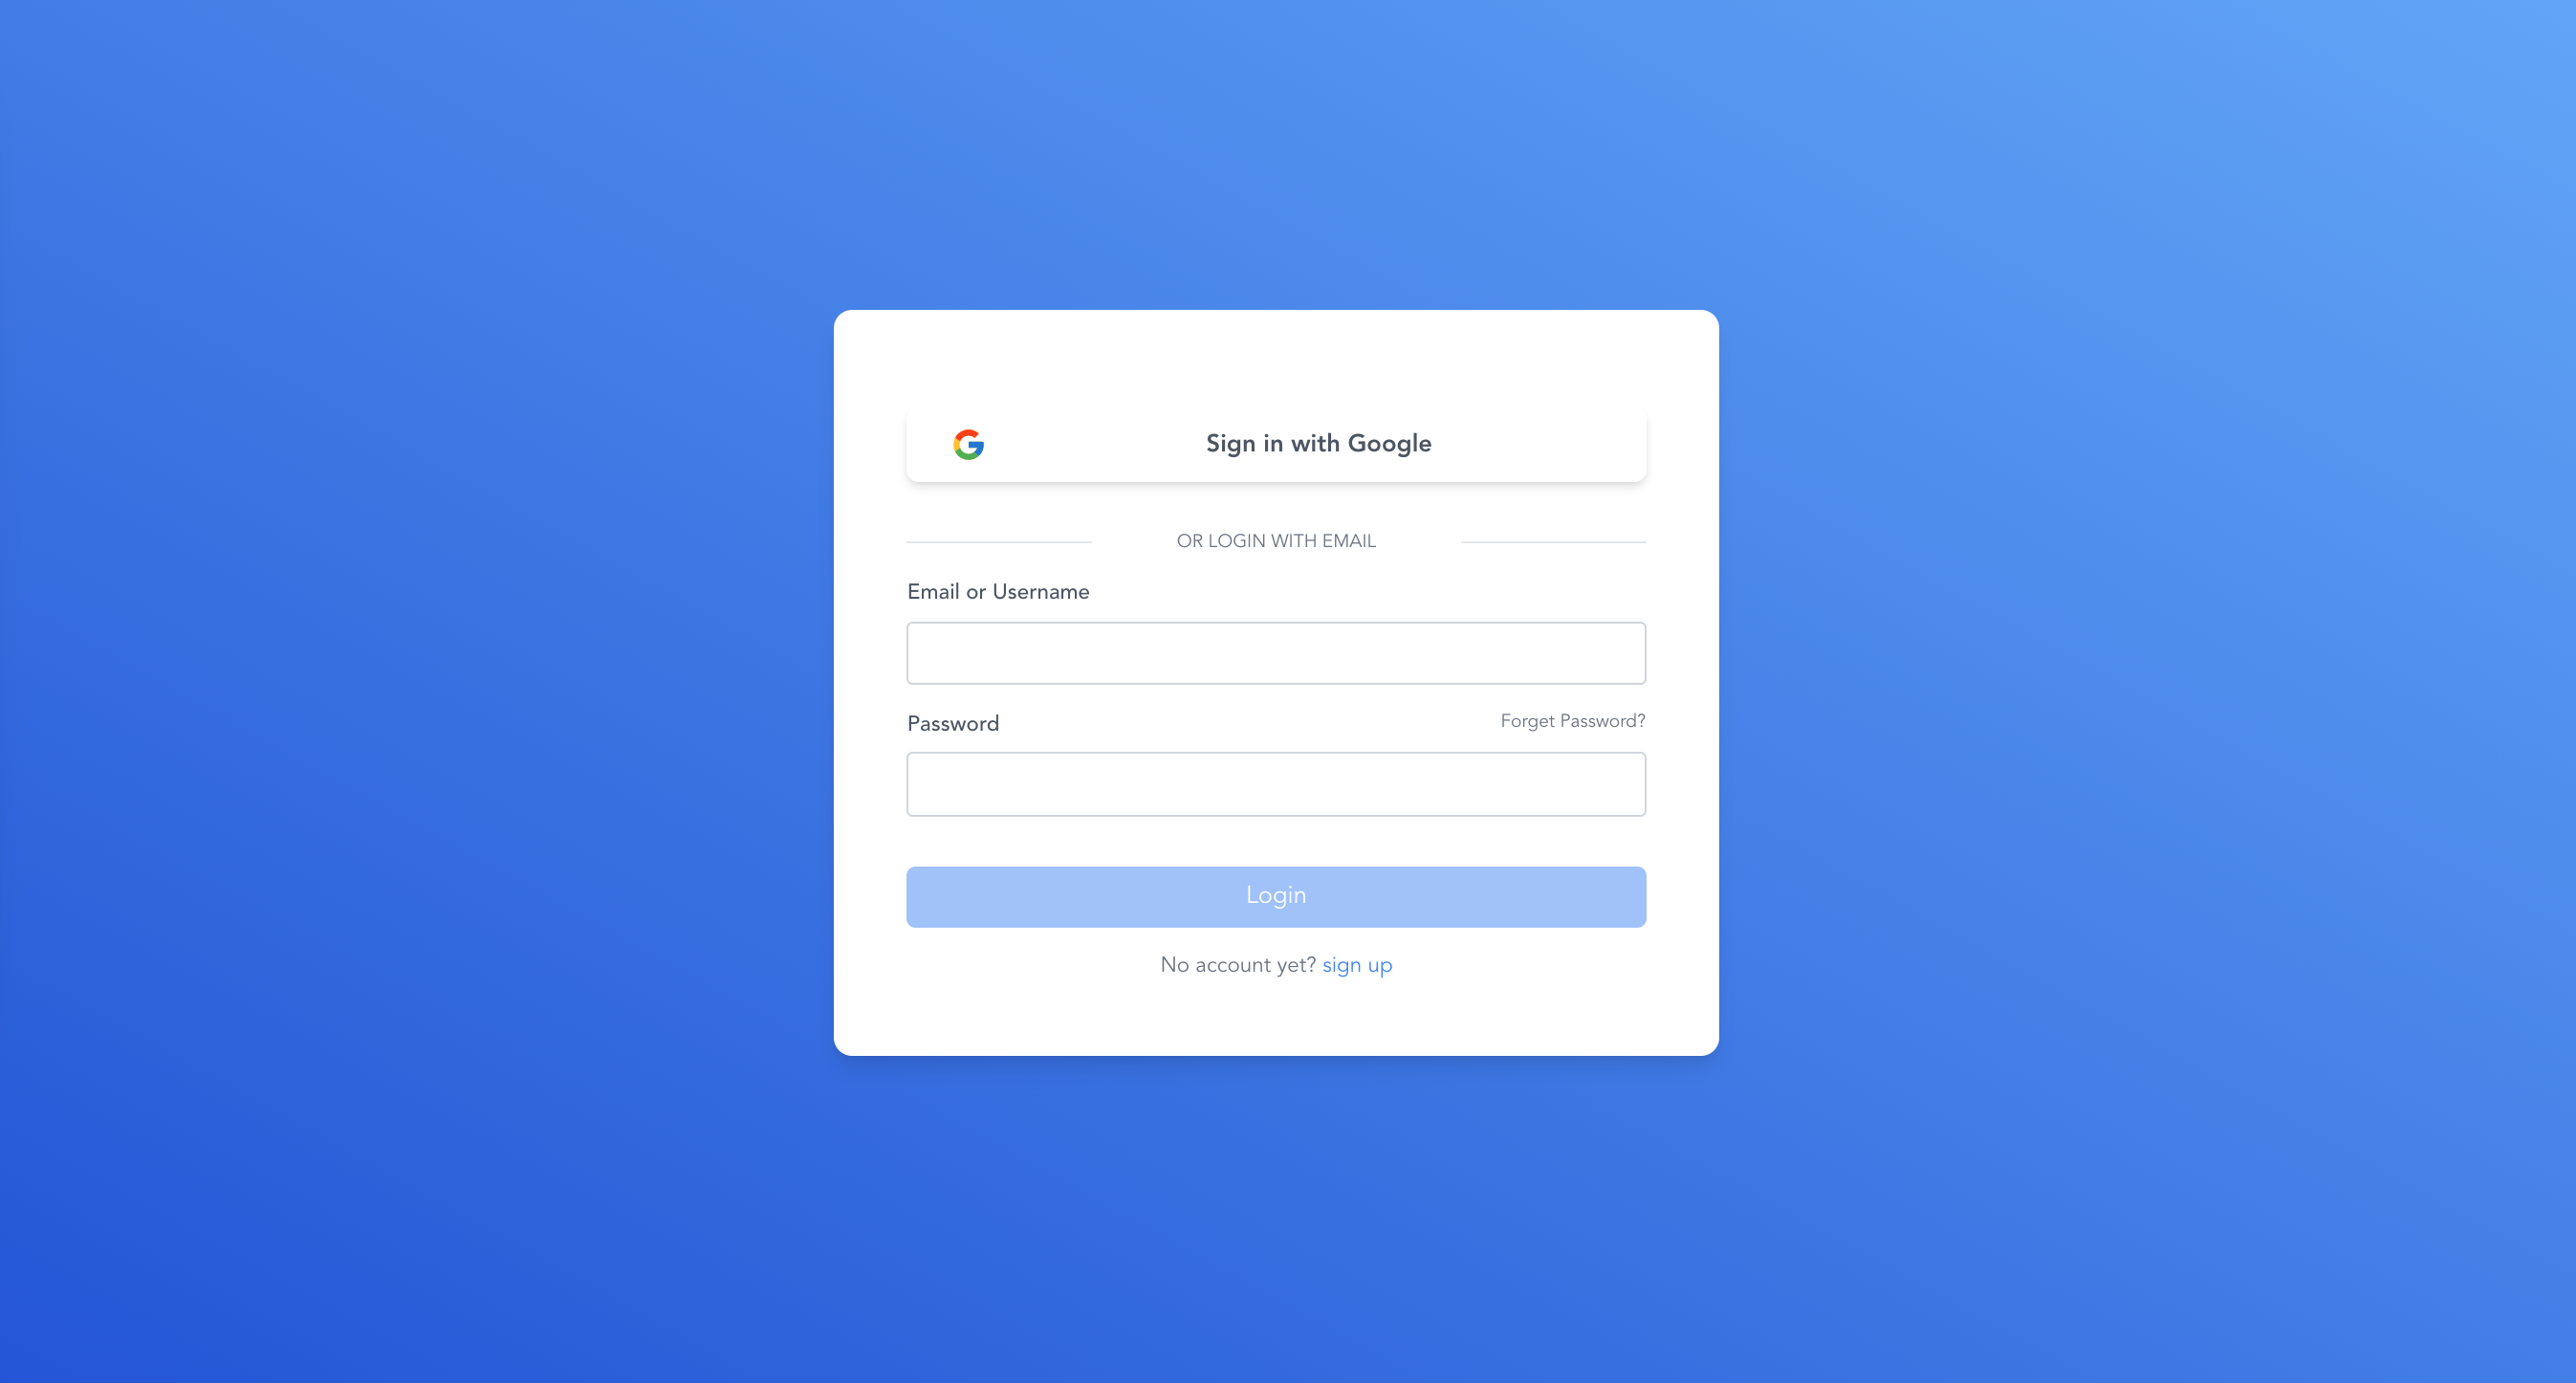 Sign in with Google
OR LOGIN WITH EMAIL
Email or Username
Password
Forget Password?
Login
No account yet? sign up